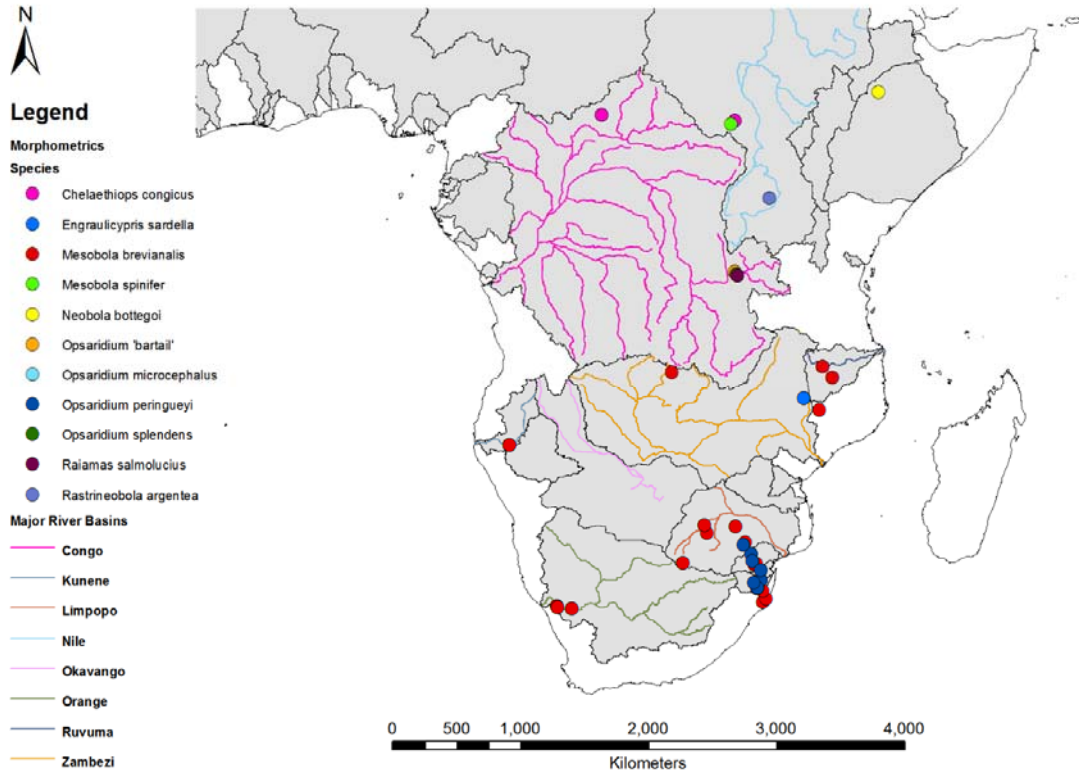 N
Legend
Morphometrics
Species
Chelaethiops congicus
Engraulicypris sardella
Mesobola brevianalis
Mesobola spinifer
Neobola bottegoi
Opsaridium 'bartail'
Opsaridium microcephalus
Opsaridium peringueyi
Opsaridium splendens
Raiamas salmolucius
Rastrineobola argentea
Major River Basins
Congo
Kunene
Limpopo
Nile
Okavango
Orange
Ruvuma
Zambezi
0 500 1,000 2,000 3,000 4,000
Kilometers